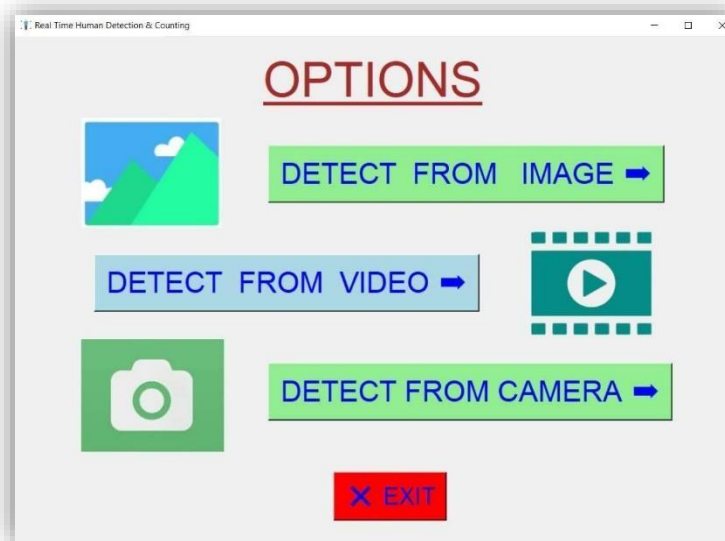 Real Time Human Detection & Counting
OPTIONS
DETECT FROM IMAGE ➡
DETECT FROM VIDEO ➡
DETECT FROM CAMERA ➡
❌ EXIT